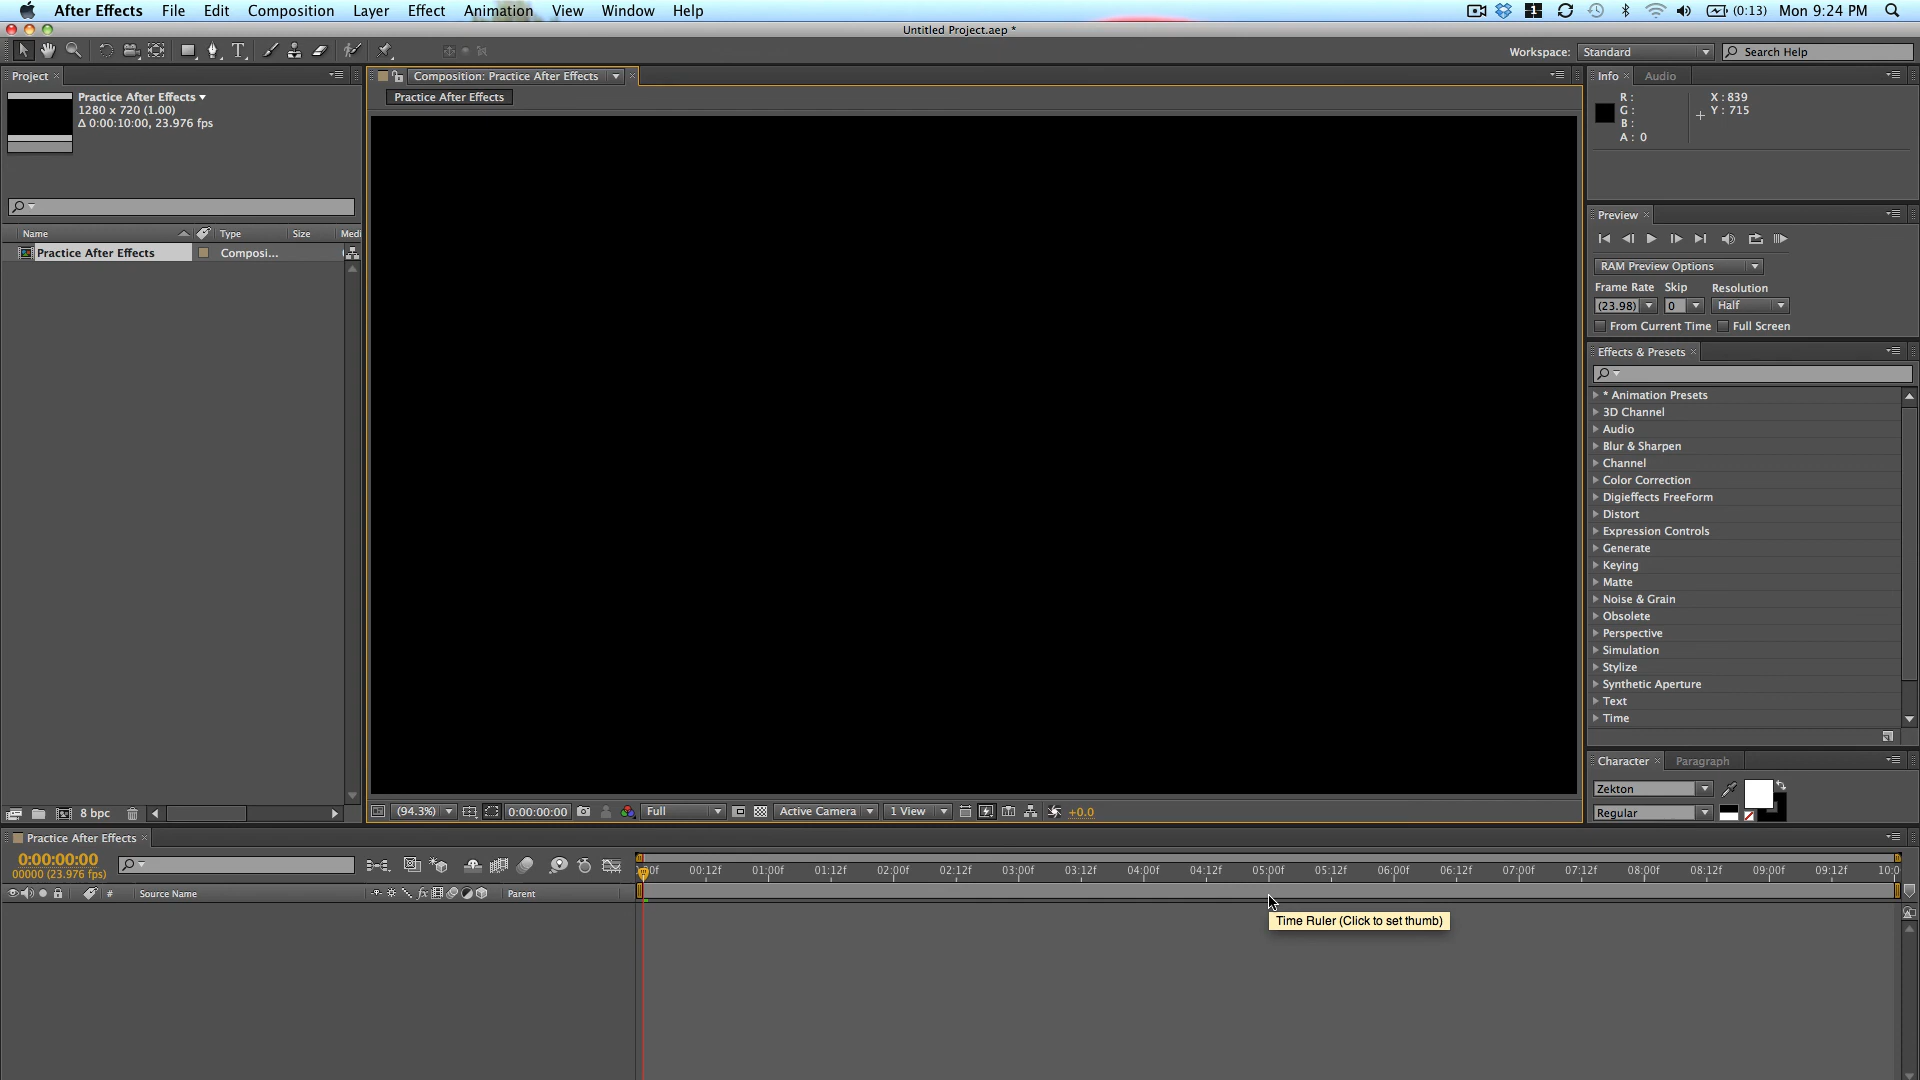 After Effects File Edit Composition Layer Effect Animation View Window Help 1 (0:13) Mon 9:24 PM
Untitled Project.aep *
T Workspace: Standard Search Help
Project × Composition: Practice After Effects × Info × Audio
Practice After Effects
1280 x 720 (1.00)
Δ 0:00:10:00, 23.976 fps
Practice After Effects
R :
G :
B :
A : 0
X : 839
Y : 715
Preview ×
RAM Preview Options
Frame Rate Skip Resolution
(23.98) 0 Half
From Current Time Full Screen
Name Type Size Medi
Practice After Effects Composi...
Effects & Presets ×
* Animation Presets
3D Channel
Audio
Blur & Sharpen
Channel
Color Correction
Digieffects FreeForm
Distort
Expression Controls
Generate
Keying
Matte
Noise & Grain
Obsolete
Perspective
Simulation
Stylize
Synthetic Aperture
Text
Time
Character × Paragraph
Zekton
Regular
8 bpc (94.3%) 0:00:00:00 Full Active Camera 1 View +0.0
Practice After Effects ×
0:00:00:00
00000 (23.976 fps)
00f 00:12f 01:00f 01:12f 02:00f 02:12f 03:00f 03:12f 04:00f 04:12f 05:00f 05:12f 06:00f 06:12f 07:00f 07:12f 08:00f 08:12f 09:00f 09:12f 10:0
# Source Name fx Parent
Time Ruler (Click to set thumb)